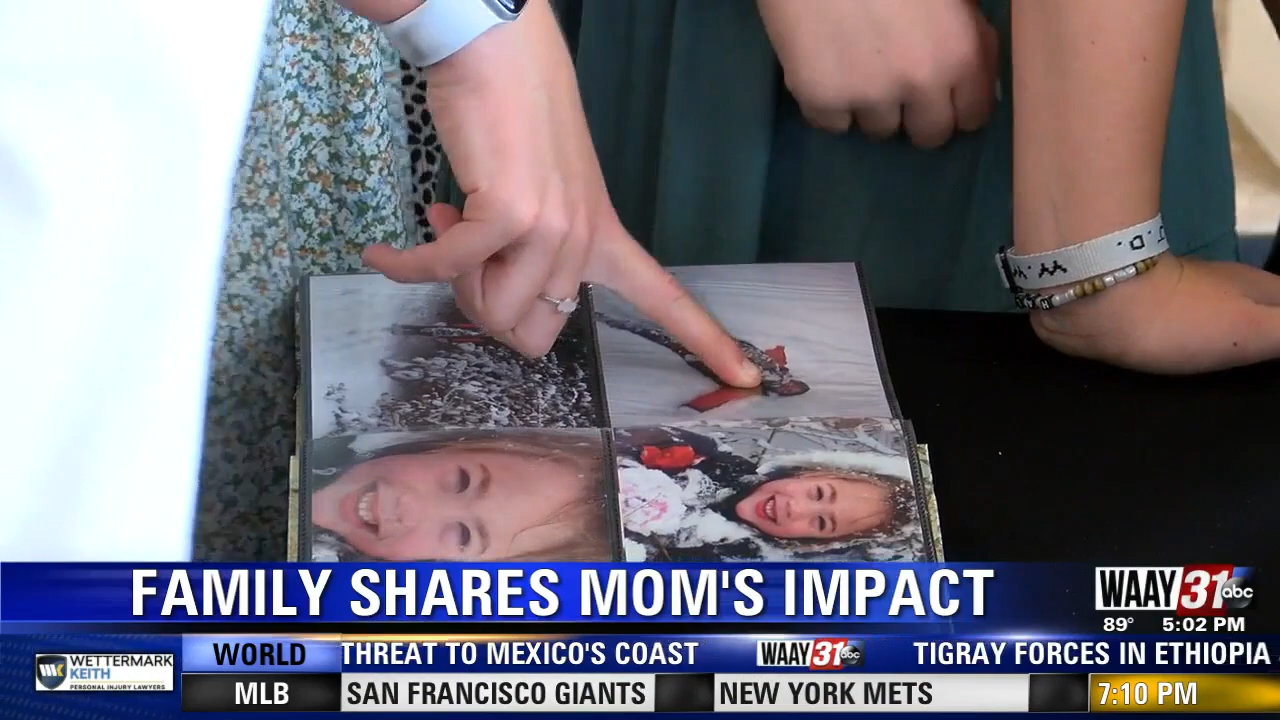 FAMILY SHARES MOM'S IMPACT
WAAY 31 abc
89° 5:02 PM
WETTERMARK
KEITH
PERSONAL INJURY LAWYERS
WORLD THREAT TO MEXICO'S COAST WAAY 31 abc TIGRAY FORCES IN ETHIOPIA
MLB SAN FRANCISCO GIANTS NEW YORK METS 7:10 PM